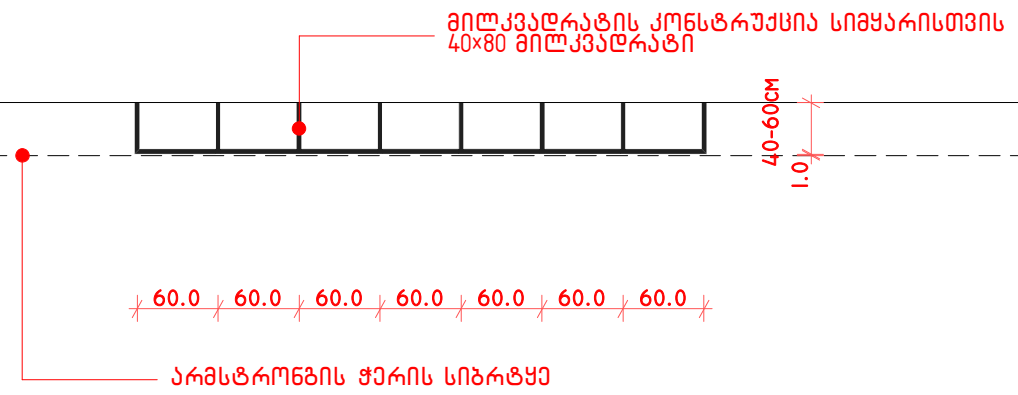 მილკვადრატის კონსტრუქცია სიმყარისთვის
40×80 მილკვადრატი
40-60CM
1.0
60.0 60.0 60.0 60.0 60.0 60.0 60.0
არმსტრონგის ჭერის სიბრტყე